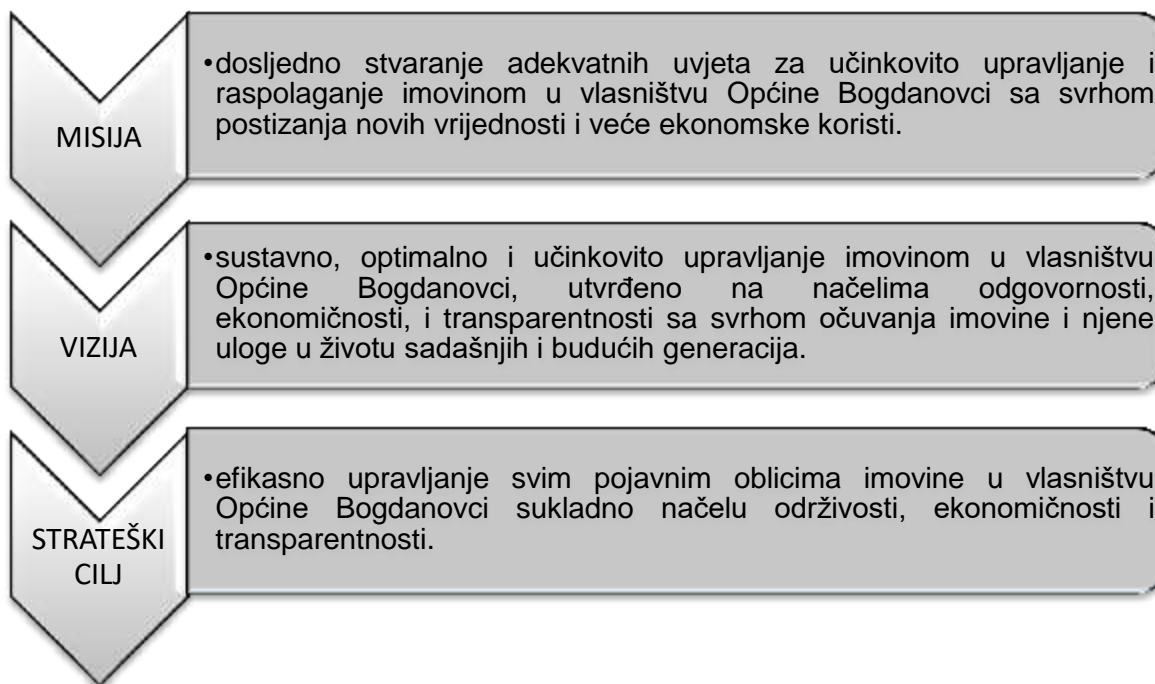 MISIJA
•dosljedno stvaranje adekvatnih uvjeta za učinkovito upravljanje i
raspolaganje imovinom u vlasništvu Općine Bogdanovci sa svrhom
postizanja novih vrijednosti i veće ekonomske koristi.
VIZIJA
•sustavno, optimalno i učinkovito upravljanje imovinom u vlasništvu
Općine Bogdanovci, utvrđeno na načelima odgovornosti,
ekonomičnosti, i transparentnosti sa svrhom očuvanja imovine i njene
uloge u životu sadašnjih i budućih generacija.
STRATEŠKI
CILJ
•efikasno upravljanje svim pojavnim oblicima imovine u vlasništvu
Općine Bogdanovci sukladno načelu održivosti, ekonomičnosti i
transparentnosti.